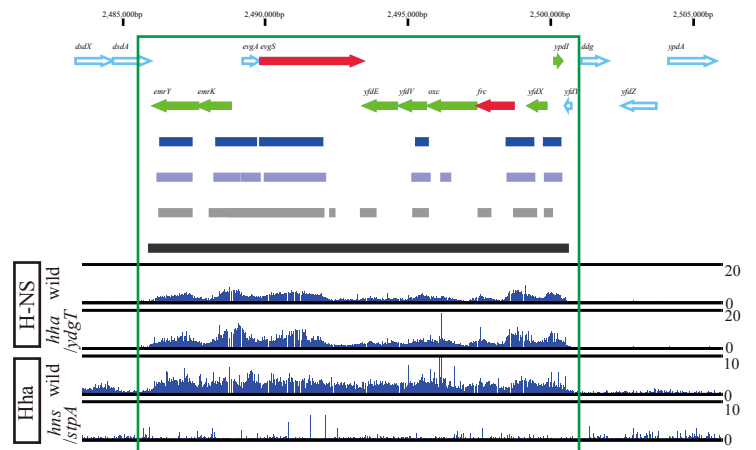 2,485,000bp 2,490,000bp 2,495,000bp 2,500,000bp 2,505,000bp
dsdX dsdA evgA evgS ypdI ddg ypdA
emrY emrK yfdE yfdV oxc frc yfdX yfdY yfdZ
H-NS
wild
20
0
hha
/ydgT
20
0
Hha
wild
10
0
hns
/stpA
10
0